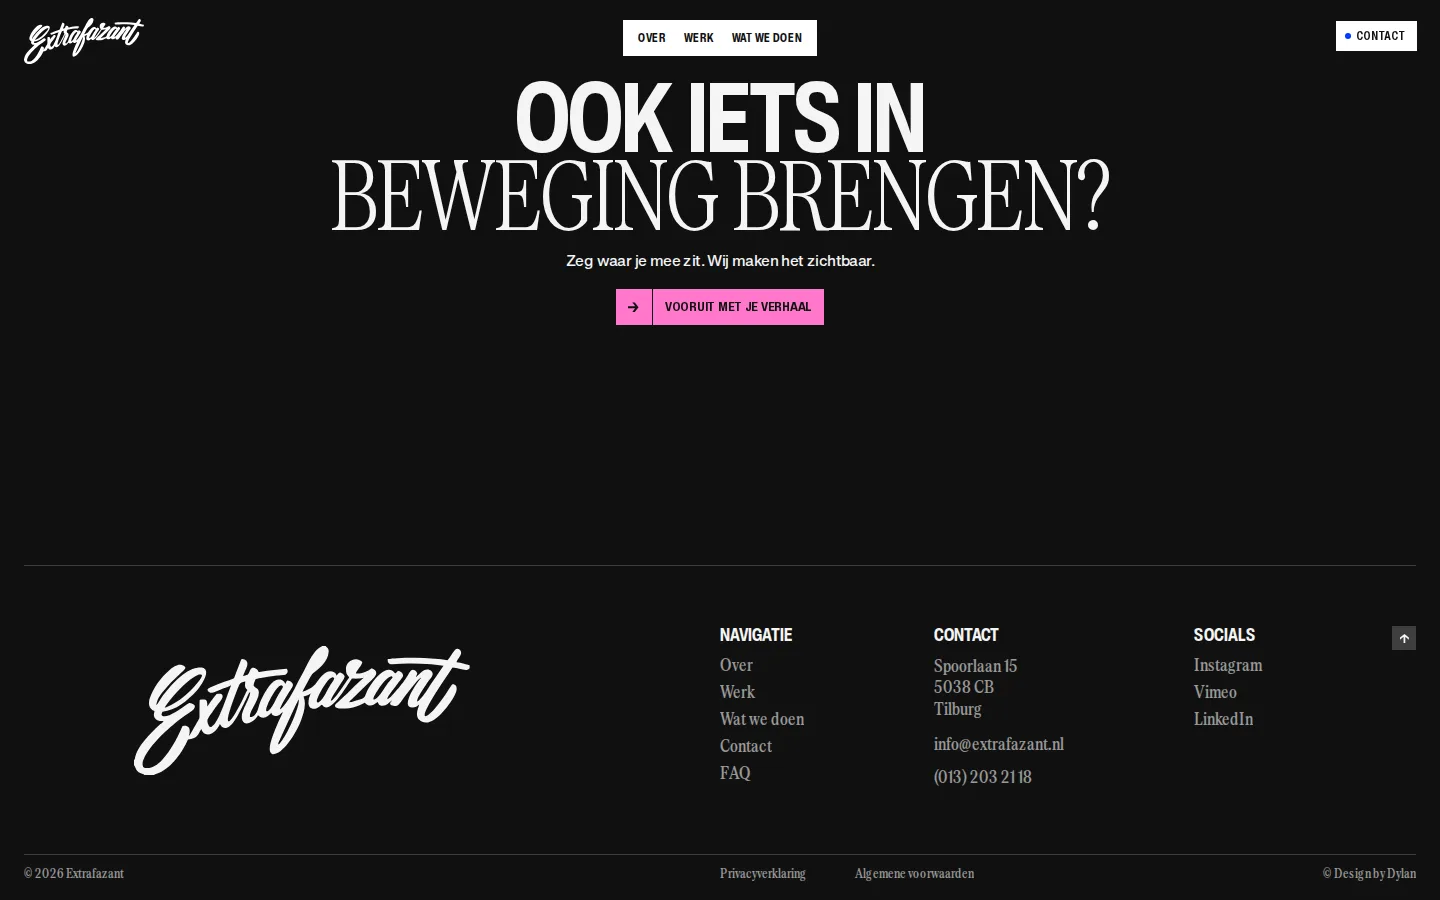 Extrafazant
OVER WERK WAT WE DOEN
CONTACT
OOK IETS IN
BEWEGING BRENGEN?
Zeg waar je mee zit. Wij maken het zichtbaar.
VOORUIT MET JE VERHAAL
Extrafazant
NAVIGATIE
Over
Werk
Wat we doen
Contact
FAQ
CONTACT
Spoorlaan 15
5038 CB
Tilburg
info@extrafazant.nl
(013) 203 21 18
SOCIALS
Instagram
Vimeo
LinkedIn
© 2026 Extrafazant
Privacyverklaring
Algemene voorwaarden
© Design by Dylan